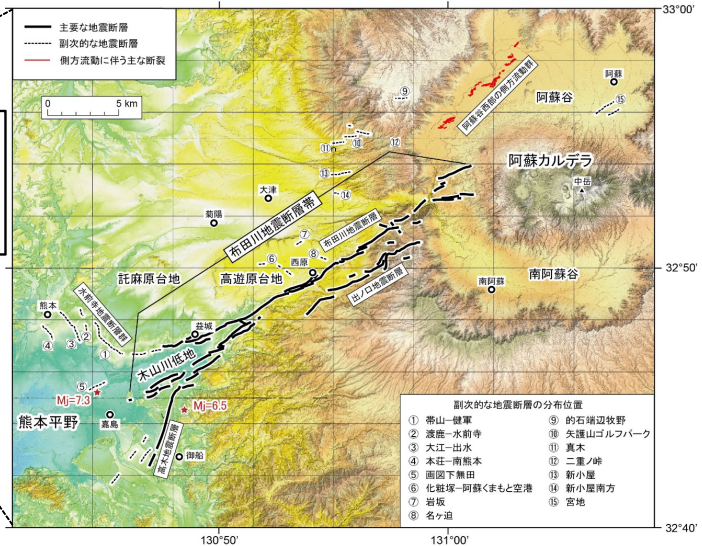 主要な地震断層
副次的な地震断層
側方流動に伴う主な断裂
0 5 km
33°00′
32°50′
32°40′
130°50′
131°00′
阿蘇谷西部の側方流動群
阿蘇
阿蘇谷
⑮
⑨
⑩
⑪
⑫
⑬
⑭
阿蘇カルデラ
中岳
大津
菊陽
布田川地震断層帯
布田川地震断層
⑦
⑧
⑥
西原
託麻原台地
高遊原台地
出ノ口地震断層
南阿蘇
南阿蘇谷
水前寺地震断層群
熊本
④
③
②
①
益城
木山川低地
⑤
Mj=7.3
Mj=6.5
熊本平野
嘉島
高木地震断層
御船
副次的な地震断層の分布位置
① 帯山−健軍
② 渡鹿−水前寺
③ 大江−出水
④ 本荘−南熊本
⑤ 画図下無田
⑥ 化粧塚−阿蘇くまもと空港
⑦ 岩坂
⑧ 名ヶ迫
⑨ 的石端辺牧野
⑩ 矢護山ゴルフパーク
⑪ 真木
⑫ 二重ノ峠
⑬ 新小屋
⑭ 新小屋南方
⑮ 宮地